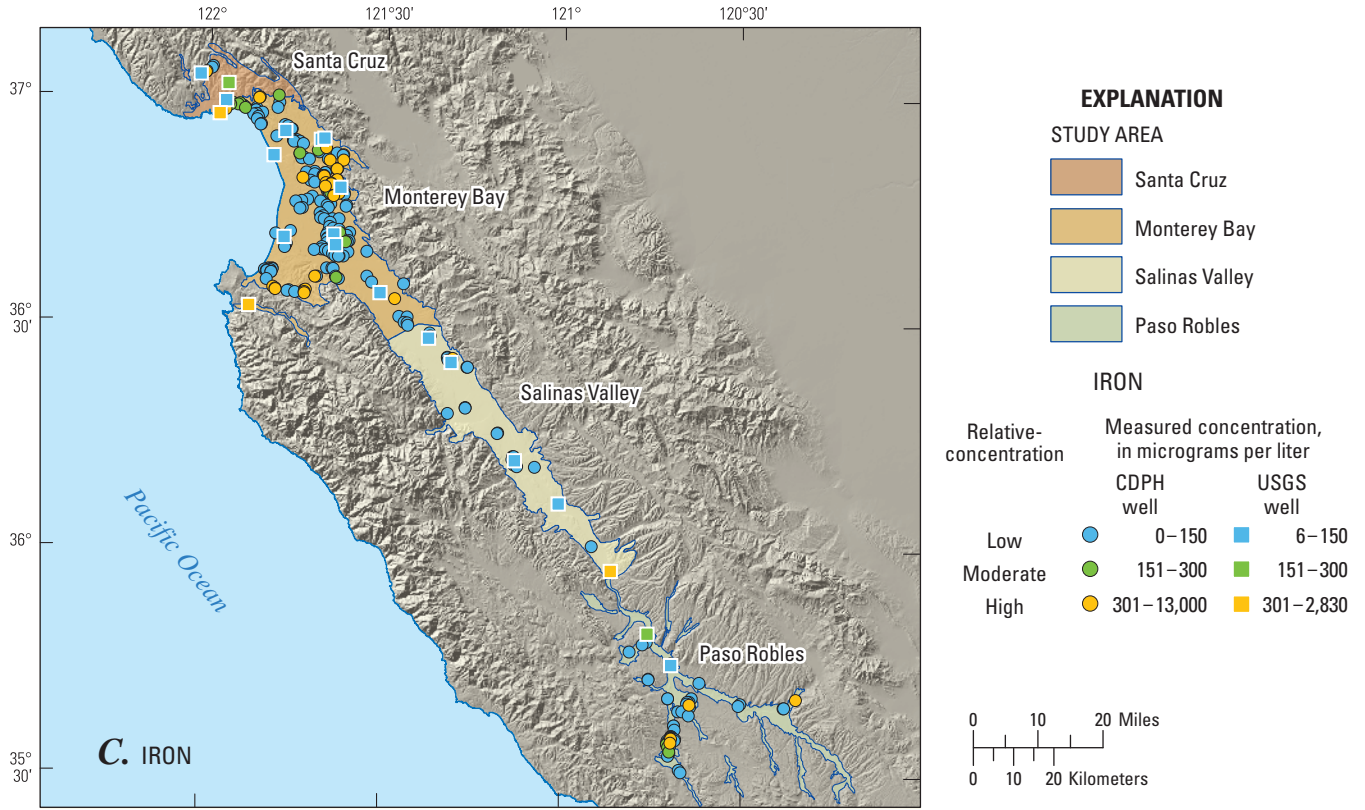 122°
121°30'
121°
120°30'
37°
36°
30'
36°
35°
30'
Santa Cruz
Monterey Bay
Salinas Valley
Paso Robles
Pacific Ocean
C. IRON
EXPLANATION
STUDY AREA
Santa Cruz
Monterey Bay
Salinas Valley
Paso Robles
IRON
Relative-
concentration
Measured concentration,
in micrograms per liter
CDPH
well
USGS
well
Low 0–150 6–150
Moderate 151–300 151–300
High 301–13,000 301–2,830
0 10 20 Miles
0 10 20 Kilometers